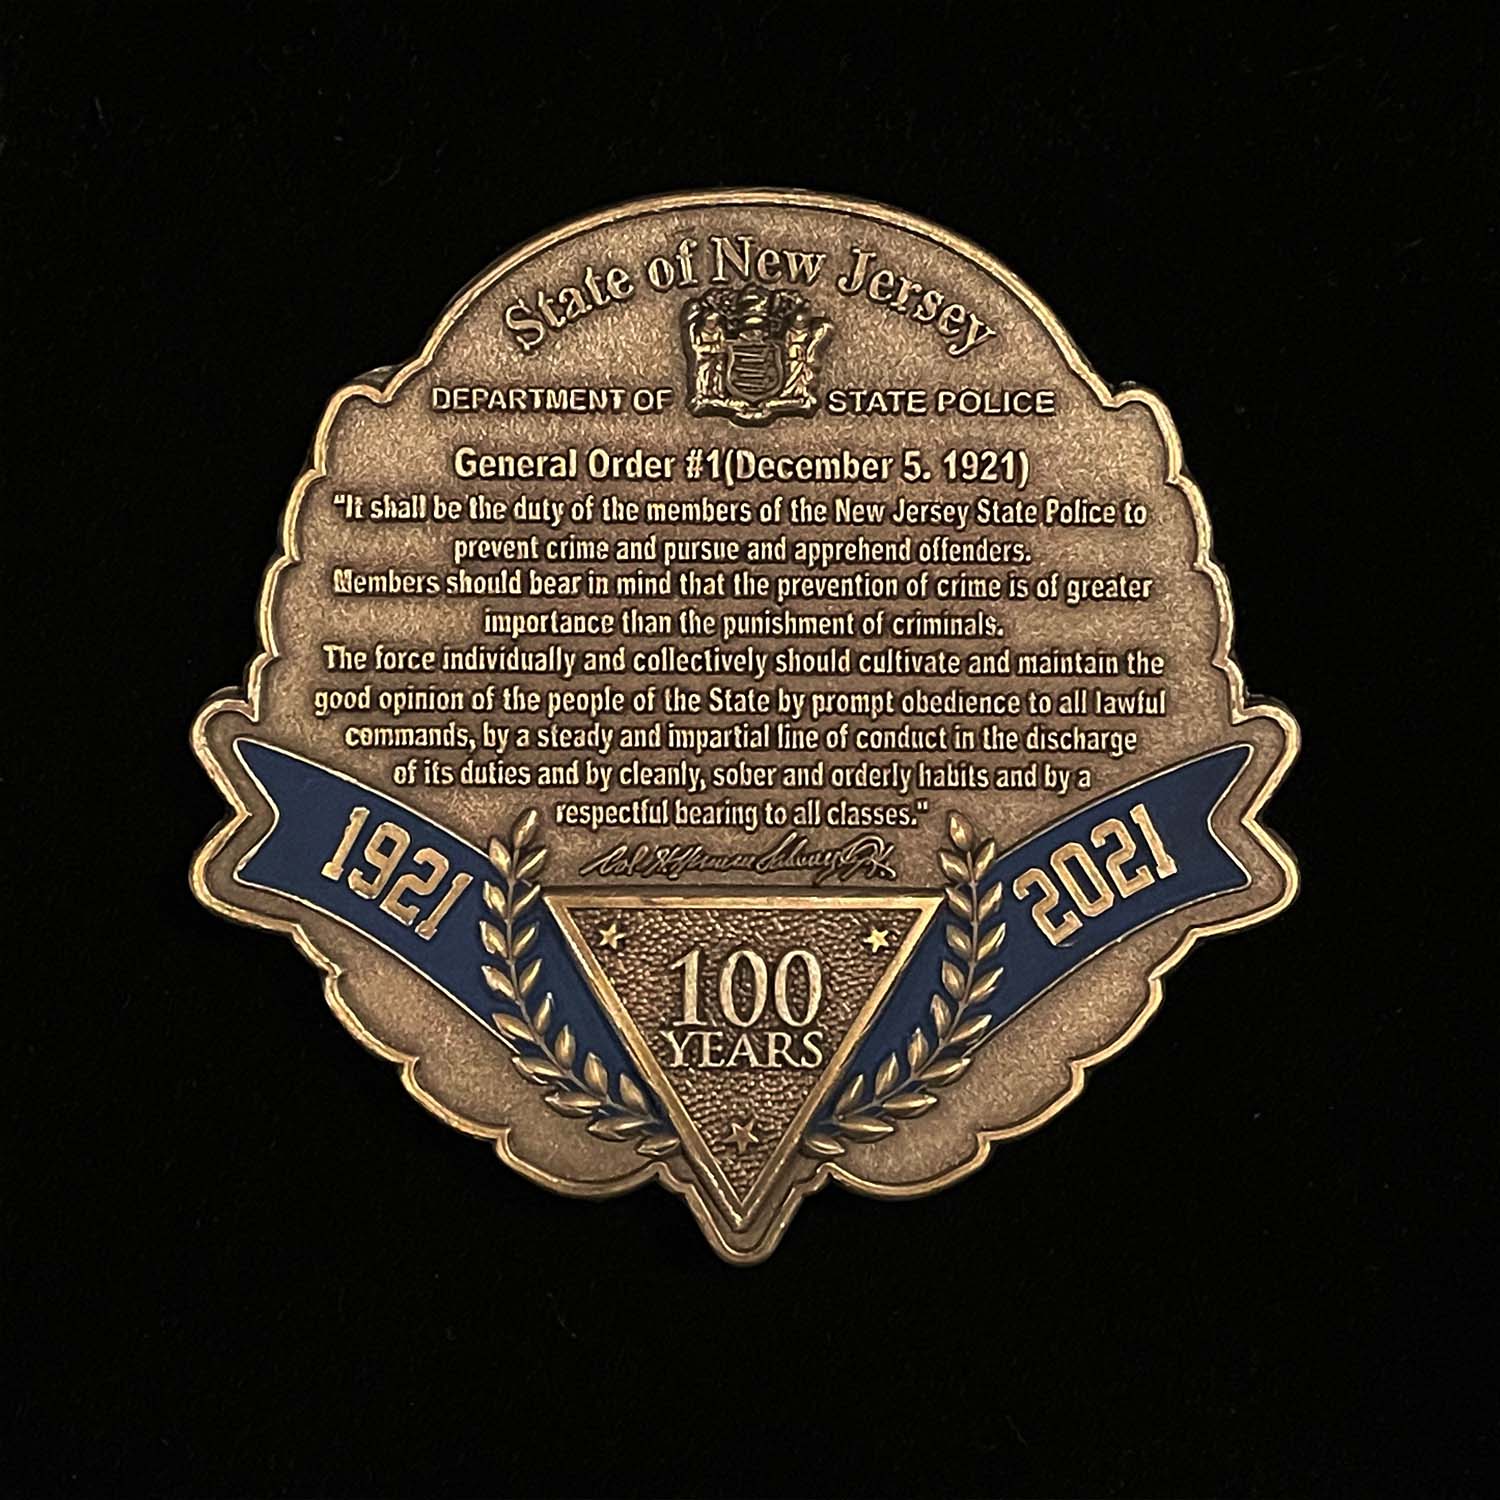 State of New Jersey
DEPARTMENT OF STATE POLICE
General Order #1(December 5. 1921)
"It shall be the duty of the members of the New Jersey State Police to
prevent crime and pursue and apprehend offenders.
Members should bear in mind that the prevention of crime is of greater
importance than the punishment of criminals.
The force individually and collectively should cultivate and maintain the
good opinion of the people of the State by prompt obedience to all lawful
commands, by a steady and impartial line of conduct in the discharge
of its duties and by cleanly, sober and orderly habits and by a
respectful bearing to all classes."
1921
2021
100
YEARS